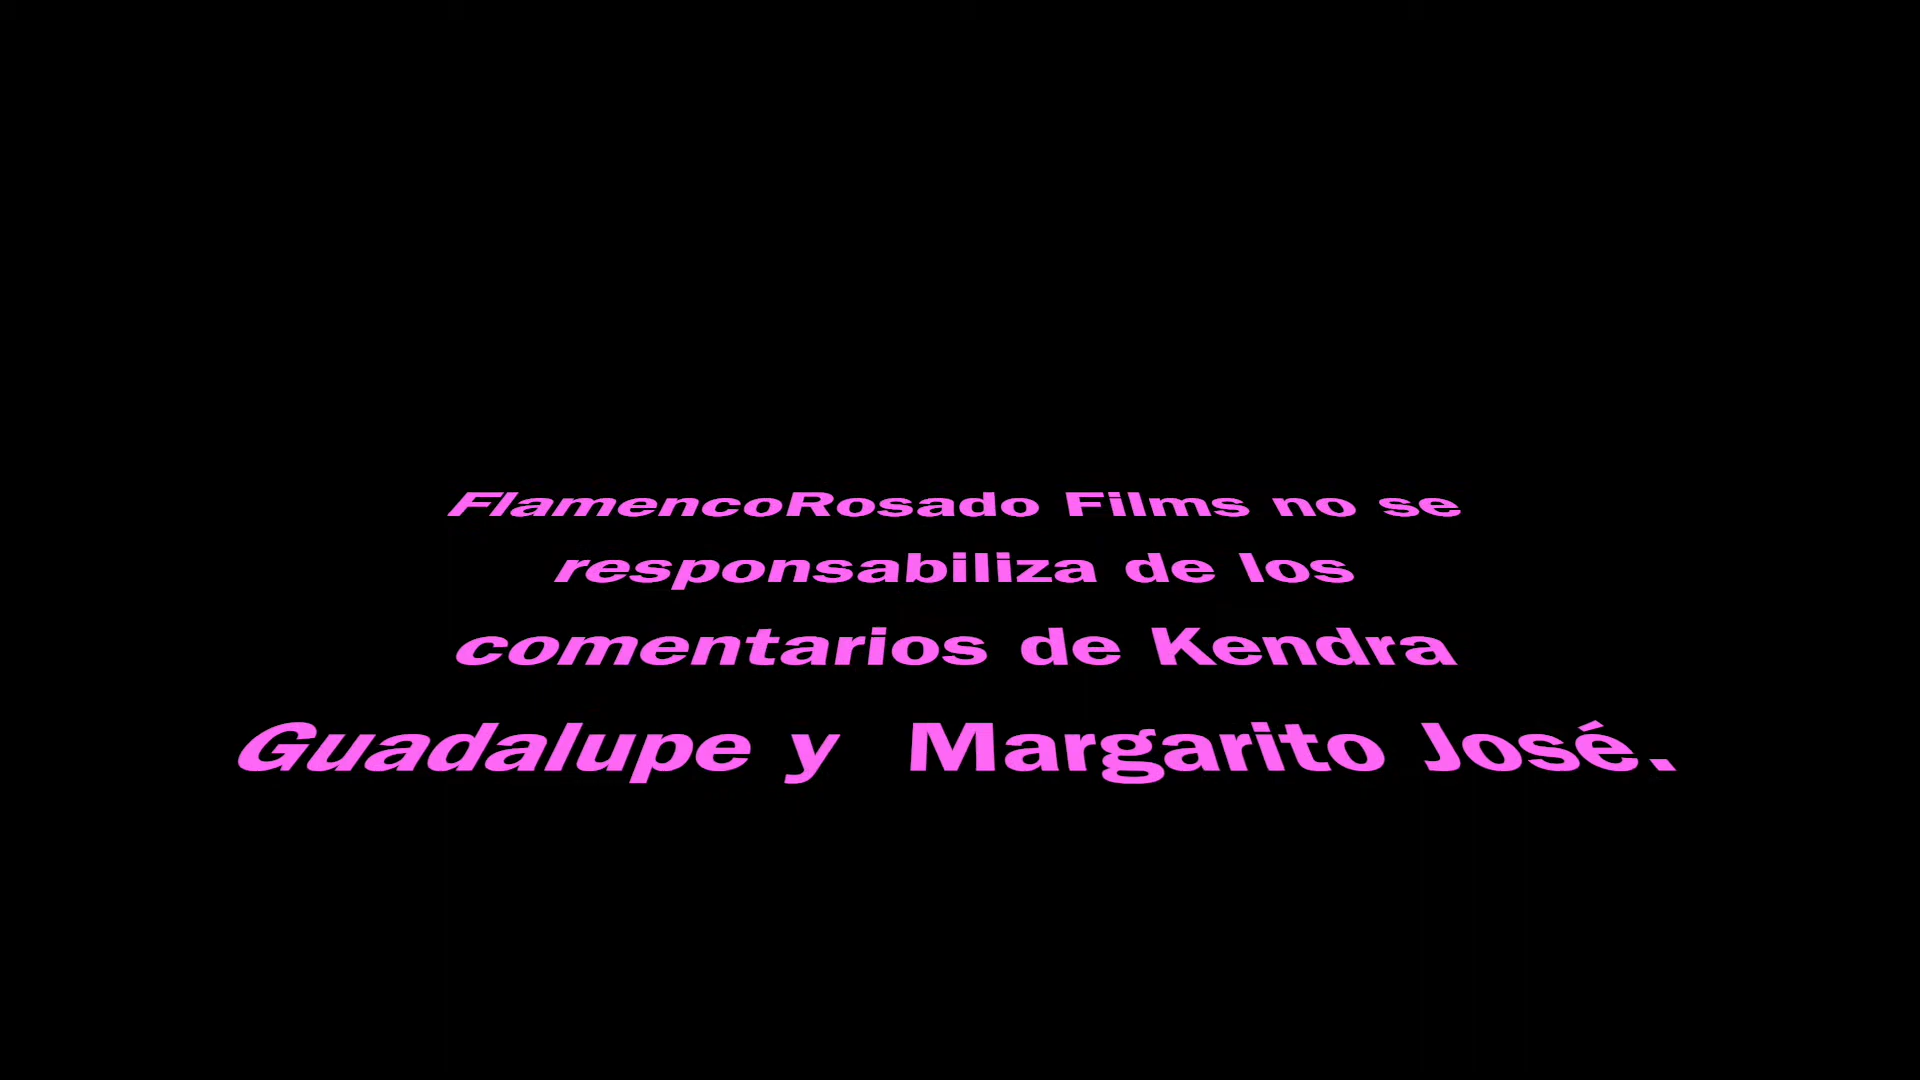 FlamencoRosado Films no se
responsabiliza de los
comentarios de Kendra
Guadalupe y  Margarito José.